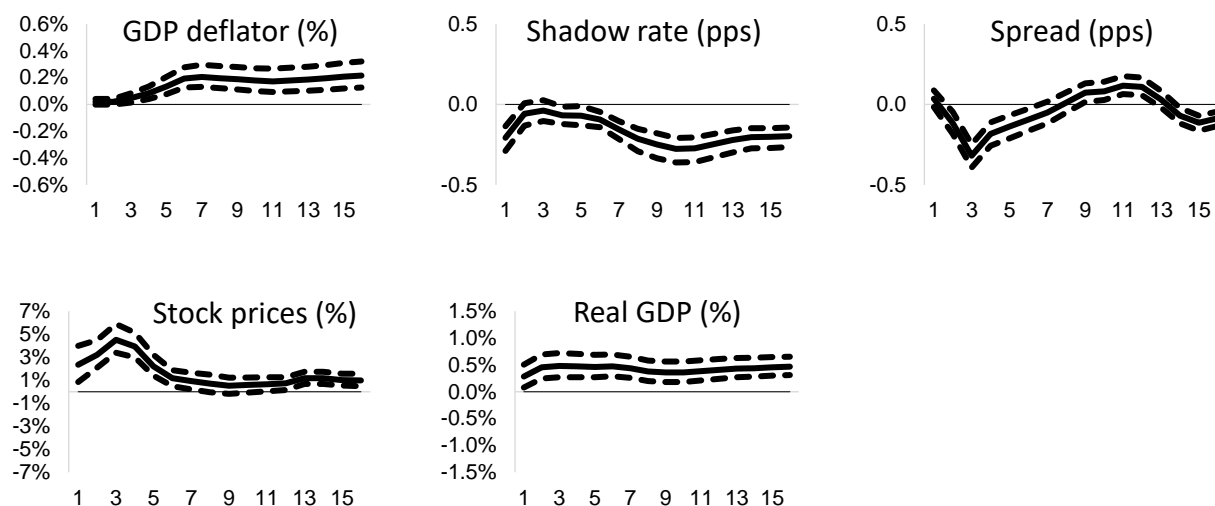 GDP deflator (%)
0.6%
0.4%
0.2%
0.0%
-0.2%
-0.4%
-0.6%
1 3 5 7 9 11 13 15
Shadow rate (pps)
0.5
0.0
-0.5
1 3 5 7 9 11 13 15
Spread (pps)
0.5
0.0
-0.5
1 3 5 7 9 11 13 15
Stock prices (%)
7%
5%
3%
1%
-1%
-3%
-5%
-7%
1 3 5 7 9 11 13 15
Real GDP (%)
1.5%
1.0%
0.5%
0.0%
-0.5%
-1.0%
-1.5%
1 3 5 7 9 11 13 15